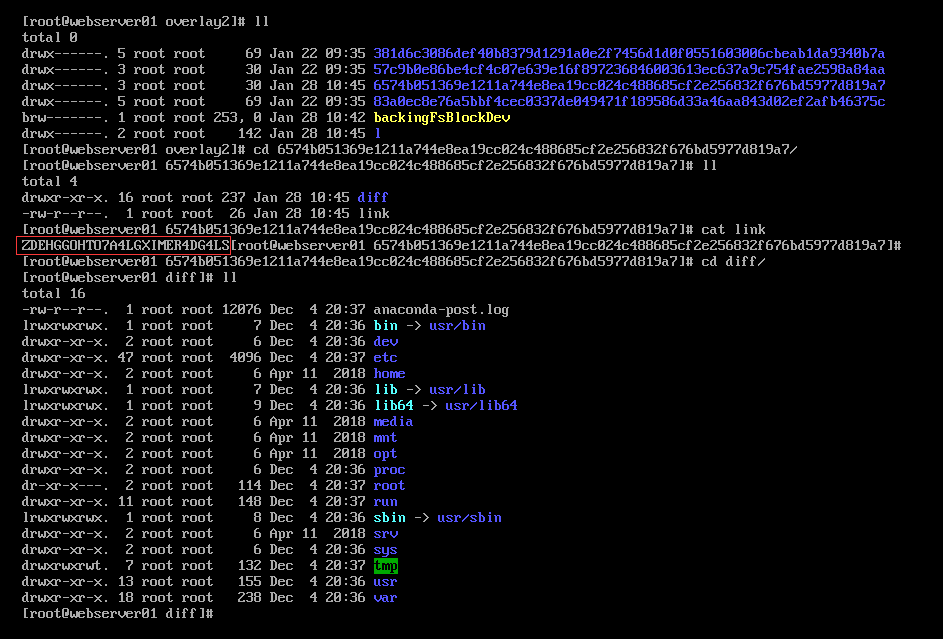 [root@webserver01 overlay2]# ll
total 0
drwx------. 5 root root     69 Jan 22 09:35 381d6c3086def40b8379d1291a0e2f7456d1d0f0551603006cbeab1da9340b7a
drwx------. 3 root root     30 Jan 22 09:35 57c9b0e86be4cf4c07e639e16f897236846003613ec637a9c754fae2598a84aa
drwx------. 3 root root     30 Jan 28 10:45 6574b051369e1211a744e8ea19cc024c488685cf2e256832f676bd5977d819a7
drwx------. 5 root root     69 Jan 22 09:35 83a0ec8e76a5bbf4cec0337de049471f189586d33a46aa843d02ef2afb46375c
brw-------. 1 root root 253, 0 Jan 28 10:42 backingFsBlockDev
drwx------. 2 root root    142 Jan 28 10:45 l
[root@webserver01 overlay2]# cd 6574b051369e1211a744e8ea19cc024c488685cf2e256832f676bd5977d819a7/
[root@webserver01 6574b051369e1211a744e8ea19cc024c488685cf2e256832f676bd5977d819a7]# ll
total 4
drwxr-xr-x. 16 root root 237 Jan 28 10:45 diff
-rw-r--r--.  1 root root  26 Jan 28 10:45 link
[root@webserver01 6574b051369e1211a744e8ea19cc024c488685cf2e256832f676bd5977d819a7]# cat link
ZDEHGGOHTO7A4LGXIMER4DG4LS[root@webserver01 6574b051369e1211a744e8ea19cc024c488685cf2e256832f676bd5977d819a7]#
[root@webserver01 6574b051369e1211a744e8ea19cc024c488685cf2e256832f676bd5977d819a7]# cd diff/
[root@webserver01 diff]# ll
total 16
-rw-r--r--.  1 root root 12076 Dec  4 20:37 anaconda-post.log
lrwxrwxrwx.  1 root root     7 Dec  4 20:36 bin -> usr/bin
drwxr-xr-x.  2 root root     6 Dec  4 20:36 dev
drwxr-xr-x. 47 root root  4096 Dec  4 20:37 etc
drwxr-xr-x.  2 root root     6 Apr 11  2018 home
lrwxrwxrwx.  1 root root     7 Dec  4 20:36 lib -> usr/lib
lrwxrwxrwx.  1 root root     9 Dec  4 20:36 lib64 -> usr/lib64
drwxr-xr-x.  2 root root     6 Apr 11  2018 media
drwxr-xr-x.  2 root root     6 Apr 11  2018 mnt
drwxr-xr-x.  2 root root     6 Apr 11  2018 opt
drwxr-xr-x.  2 root root     6 Dec  4 20:36 proc
dr-xr-x---.  2 root root   114 Dec  4 20:37 root
drwxr-xr-x. 11 root root   148 Dec  4 20:37 run
lrwxrwxrwx.  1 root root     8 Dec  4 20:36 sbin -> usr/sbin
drwxr-xr-x.  2 root root     6 Apr 11  2018 srv
drwxr-xr-x.  2 root root     6 Dec  4 20:36 sys
drwxrwxrwt.  7 root root   132 Dec  4 20:37 tmp
drwxr-xr-x. 13 root root   155 Dec  4 20:36 usr
drwxr-xr-x. 18 root root   238 Dec  4 20:36 var
[root@webserver01 diff]#